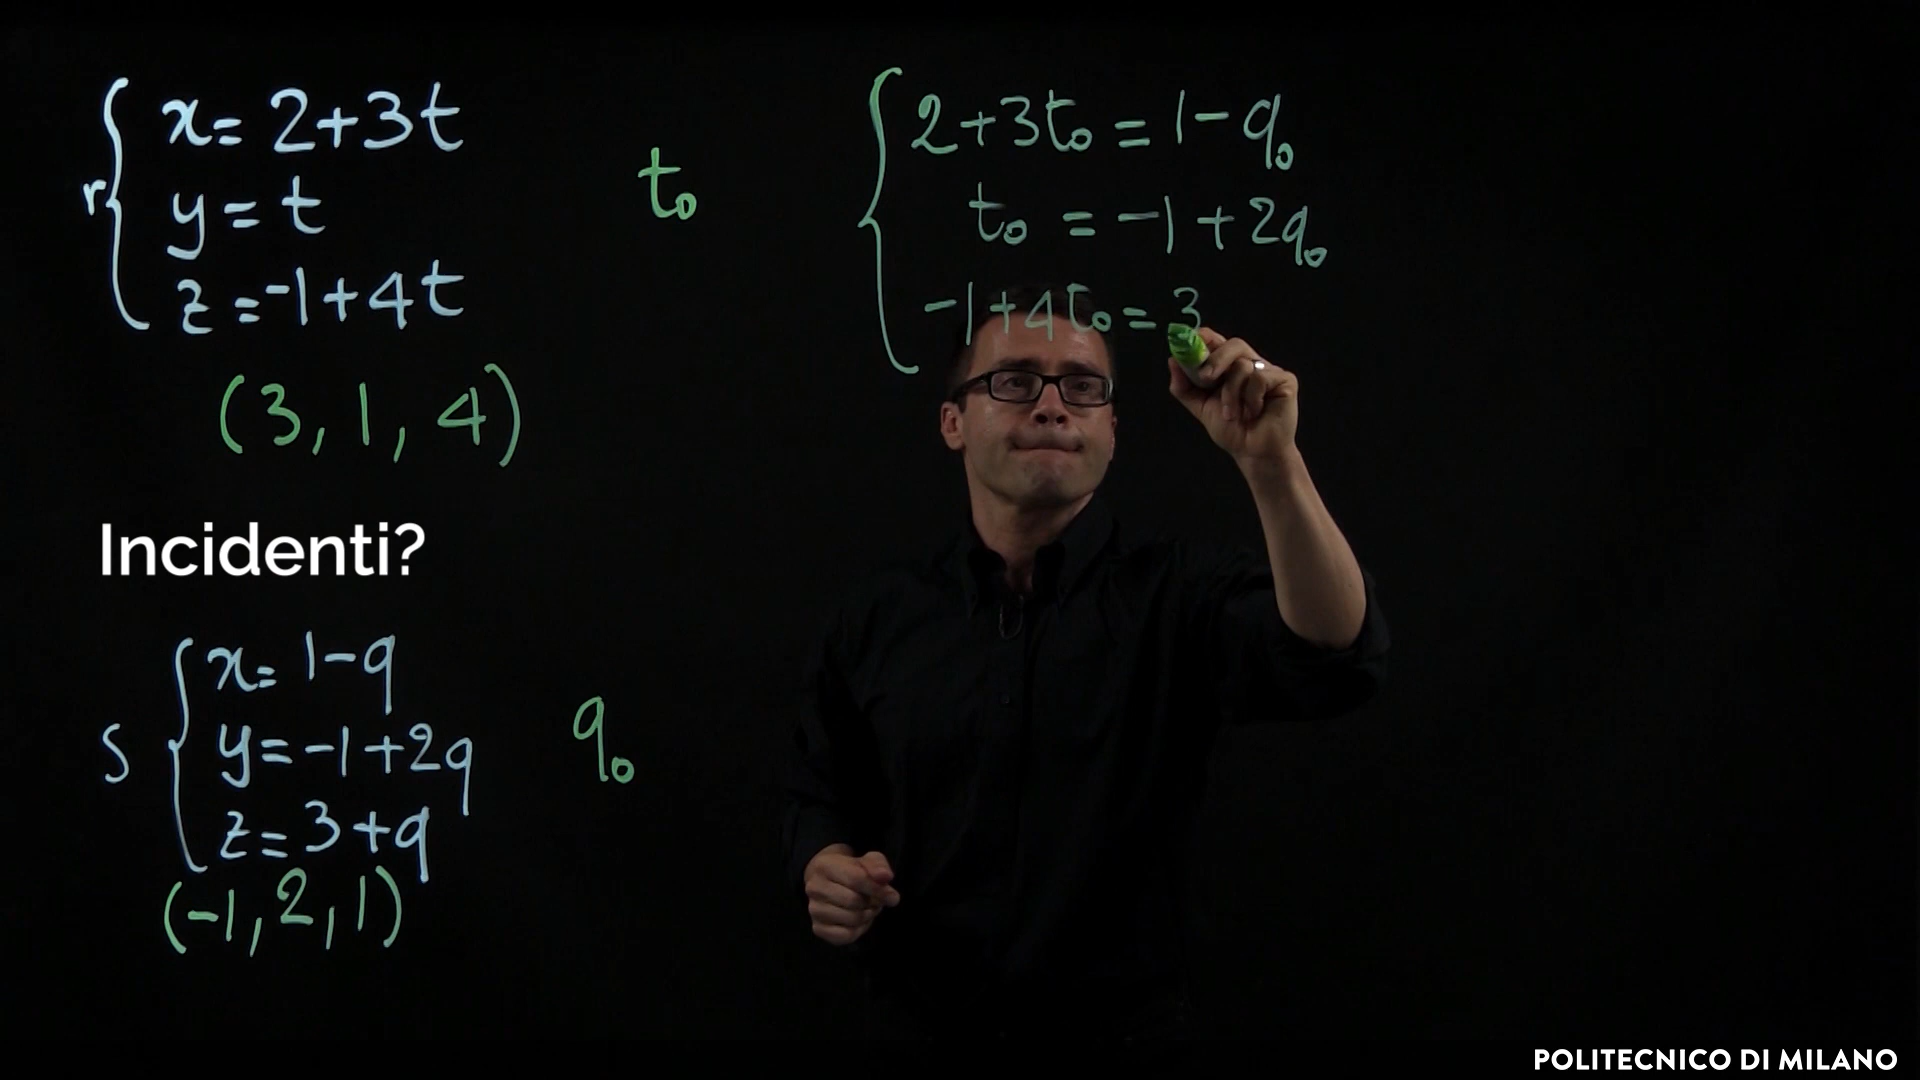 r { x = 2+3t
y = t
z = -1+4t
(3, 1, 4)
t₀
Incidenti?
s { x = 1-q
y = -1+2q
z = 3+q
(-1, 2, 1)
q₀
{ 2+3t₀ = 1-q₀
t₀ = -1+2q₀
-1+4t₀ = 3
POLITECNICO DI MILANO